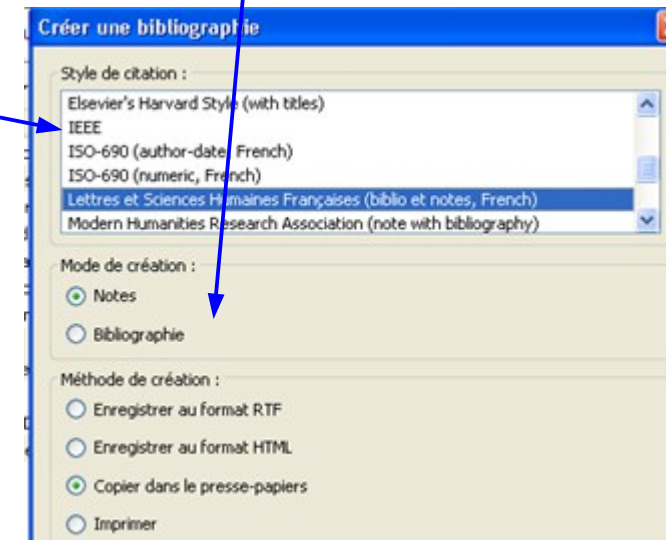 Créer une bibliographie
Style de citation :
Elsevier's Harvard Style (with titles)
IEEE
ISO-690 (author-date, French)
ISO-690 (numeric, French)
Lettres et Sciences Humaines Françaises (biblio et notes, French)
Modern Humanities Research Association (note with bibliography)
Mode de création :
Notes
Bibliographie
Méthode de création :
Enregistrer au format RTF
Enregistrer au format HTML
Copier dans le presse-papiers
Imprimer